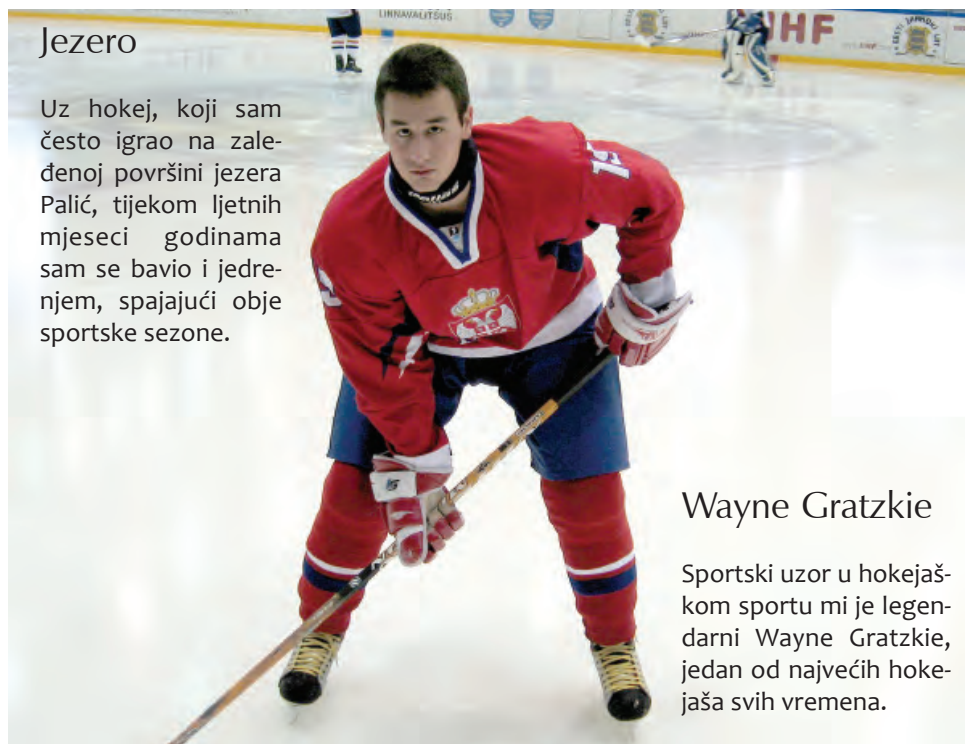 LINNAVALITSUS
IHF
Jezero
Uz hokej, koji sam
često igrao na zale-
đenoj površini jezera
Palić, tijekom ljetnih
mjeseci godinama
sam se bavio i jedre-
njem, spajajući obje
sportske sezone.
Wayne Gratzkie
Sportski uzor u hokejaš-
kom sportu mi je legen-
darni Wayne Gratzkie,
jedan od najvećih hoke-
jaša svih vremena.